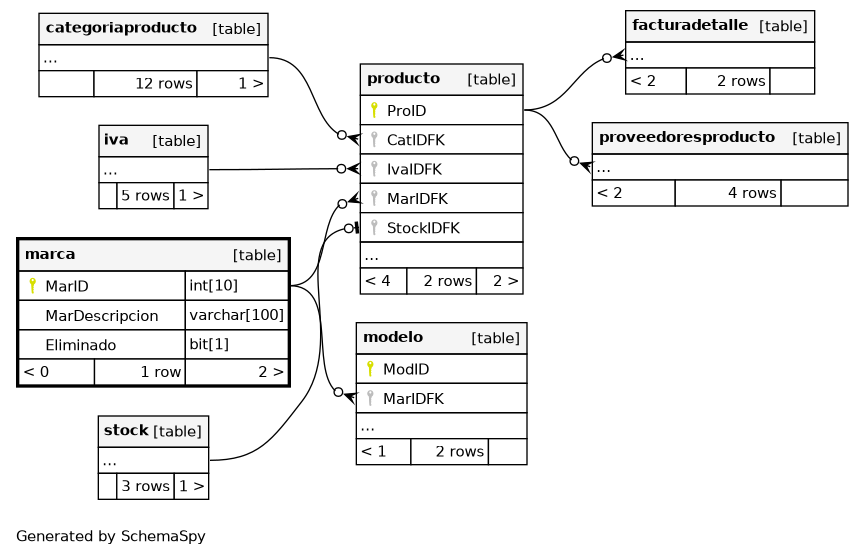 categoriaproducto [table]
...
12 rows 1 >
iva [table]
...
5 rows 1 >
marca [table]
MarID int[10]
MarDescripcion varchar[100]
Eliminado bit[1]
< 0 1 row 2 >
stock [table]
...
3 rows 1 >
producto [table]
ProID
CatIDFK
IvaIDFK
MarIDFK
StockIDFK
...
< 4 2 rows 2 >
modelo [table]
ModID
MarIDFK
...
< 1 2 rows
facturadetalle [table]
...
< 2 2 rows
proveedoresproducto [table]
...
< 2 4 rows
Generated by SchemaSpy